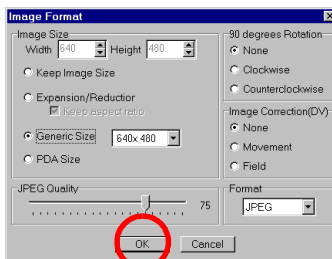 Image Format
Image Size
Width 640 Height 480
Keep Image Size
Expansion/Reductior
Keep aspect ratio
Generic Size 640x 480
PDA Size
90 degrees Rotation
None
Clockwise
Counterclockwise
Image Correction(DV)
None
Movement
Field
JPEG Quality
75
Format
JPEG
OK Cancel